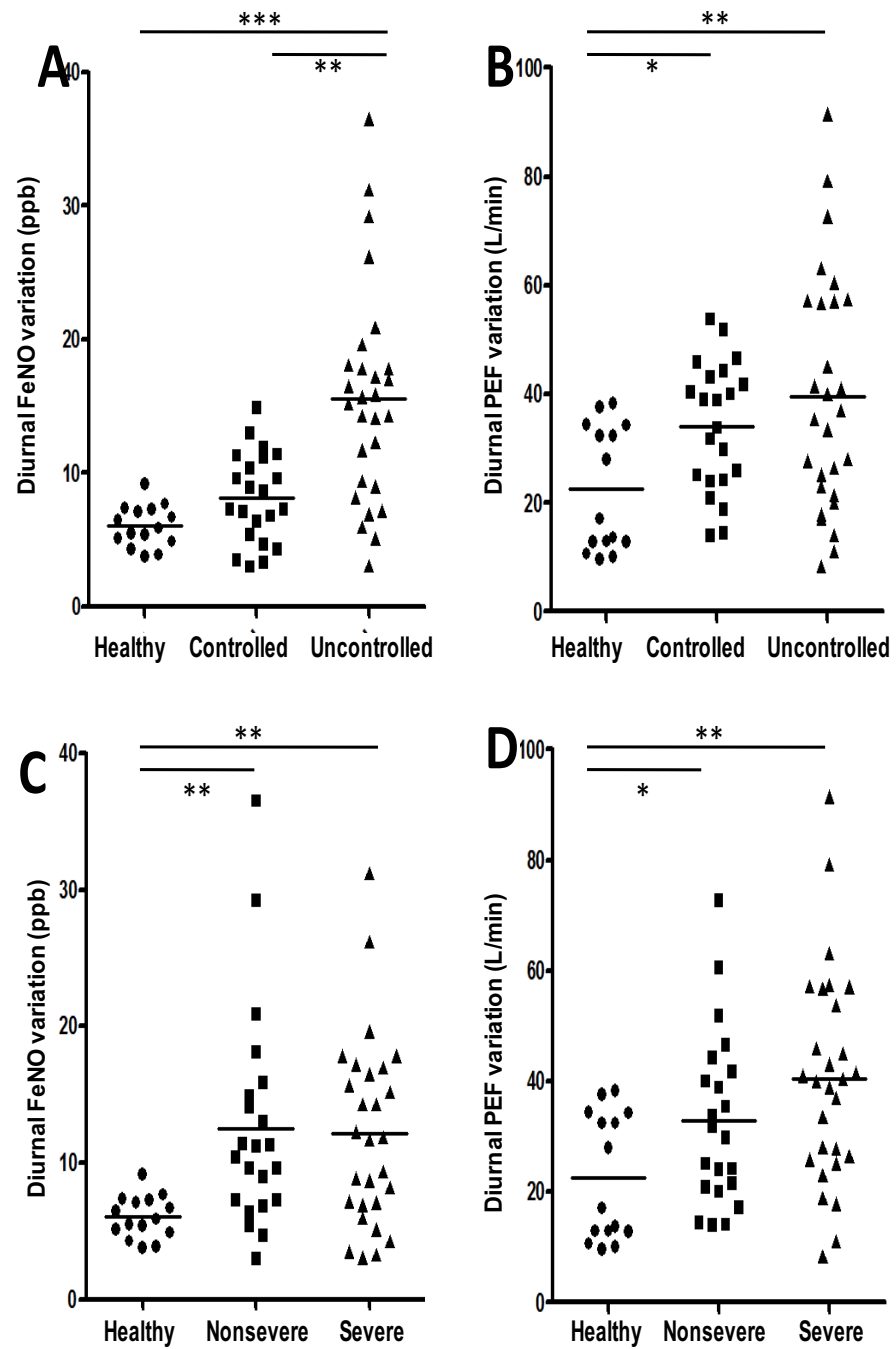 ***
**
A
Diurnal FeNO variation (ppb)
40
30
20
10
0
Healthy Controlled Uncontrolled
**
*
B
Diurnal PEF variation (L/min)
100
80
60
40
20
0
Healthy Controlled Uncontrolled
**
**
C
Diurnal FeNO variation (ppb)
40
30
20
10
0
Healthy Nonsevere Severe
**
*
D
Diurnal PEF variation (L/min)
100
80
60
40
20
0
Healthy Nonsevere Severe